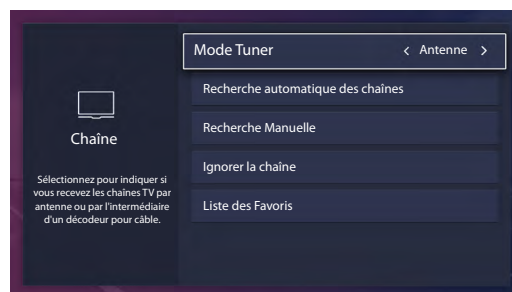 Chaîne
Sélectionnez pour indiquer si
vous recevez les chaînes TV par
antenne ou par l'intermédiaire
d'un décodeur pour câble.
Mode Tuner < Antenne >
Recherche automatique des chaînes
Recherche Manuelle
Ignorer la chaîne
Liste des Favoris